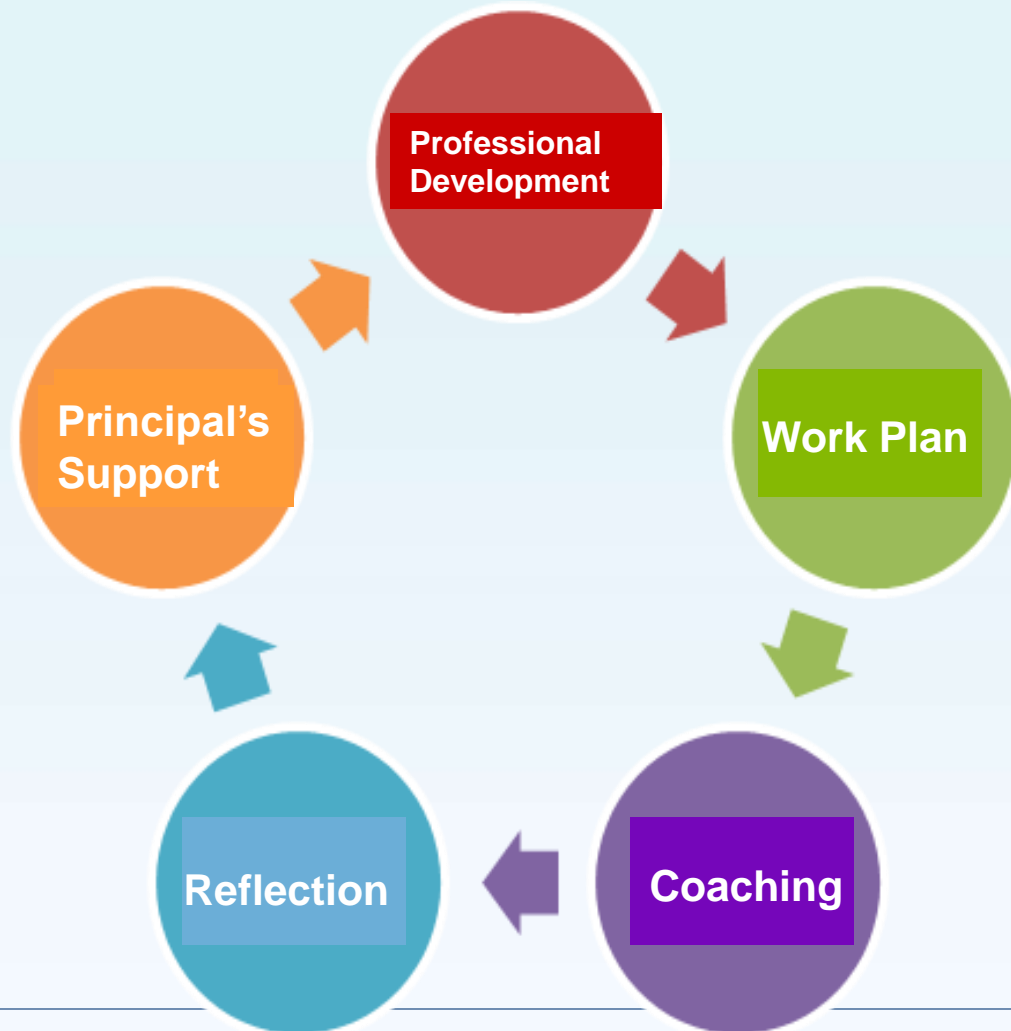 Professional
Development
Work Plan
Coaching
Reflection
Principal’s
Support